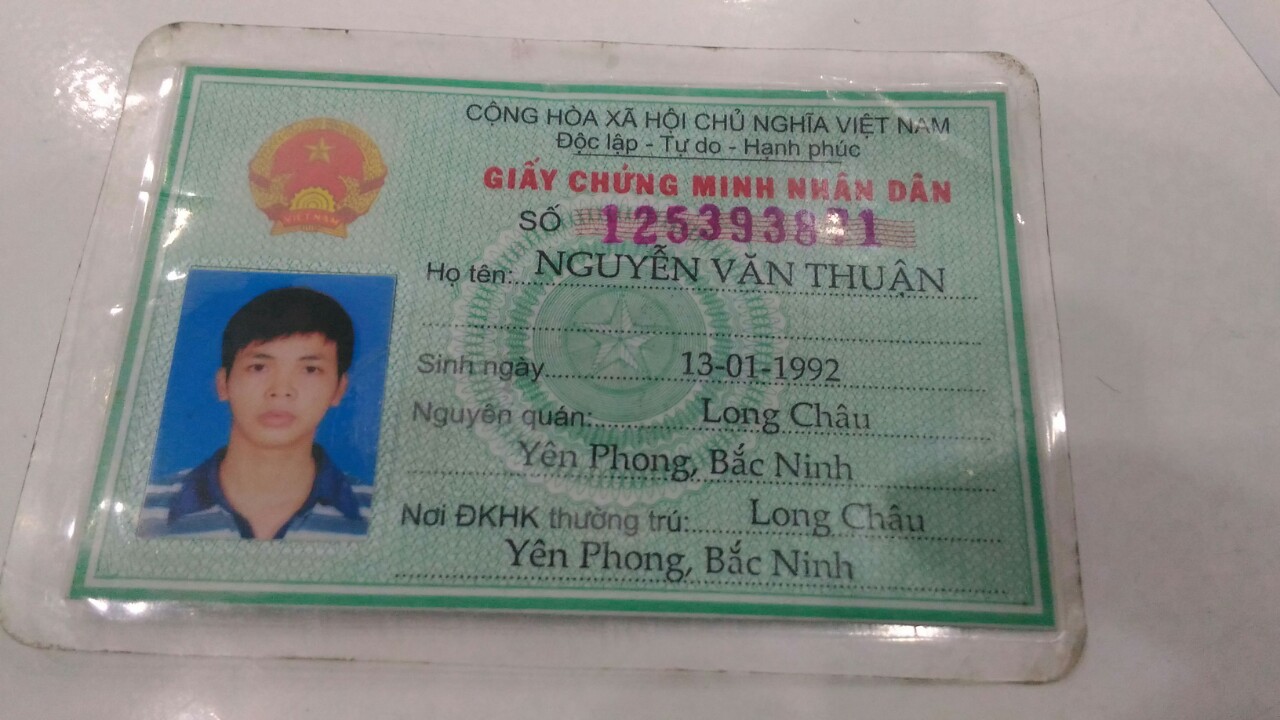 CỘNG HÒA XÃ HỘI CHỦ NGHĨA VIỆT NAM
Độc lập - Tự do - Hạnh phúc
GIẤY CHỨNG MINH NHÂN DÂN
SỐ 125393871
VIỆT NAM
Họ tên: NGUYỄN VĂN THUẬN
Sinh ngày 13-01-1992
Nguyên quán: Long Châu
Yên Phong, Bắc Ninh
Nơi ĐKHK thường trú: Long Châu
Yên Phong, Bắc Ninh